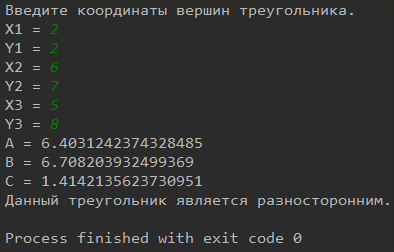 Введите координаты вершин треугольника.
X1 = 2
Y1 = 2
X2 = 6
Y2 = 7
X3 = 5
Y3 = 8
A = 6.4031242374328485
B = 6.708203932499369
C = 1.4142135623730951
Данный треугольник является разносторонним.
Process finished with exit code 0